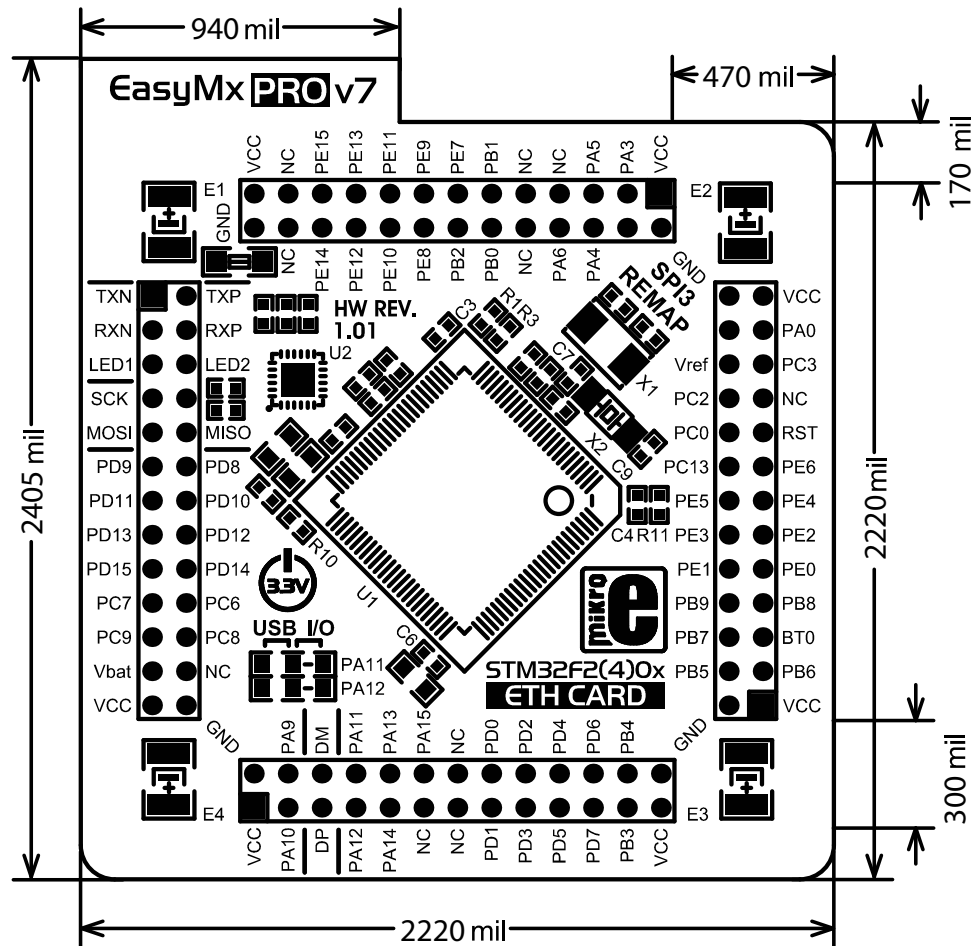 940 mil
EasyMx PRO v7
470 mil
170 mil
VCC NC PE15 PE13 PE11 PE9 PE7 PB1 NC NC PA5 PA3 VCC
E1
E2
GND NC PE14 PE12 PE10 PE8 PB2 PB0 NC PA6 PA4 GND
SPI3
REMAP
HW REV.
1.01
U2
C3
R1 R3
C7
X1
X2
C9
TXN TXP
RXN RXP
LED1 LED2
SCK
MOSI MISO
PD9 PD8
PD11 PD10
PD13 PD12
PD15 PD14
PC7 PC6
PC9 PC8
Vbat NC
VCC
VCC
PA0
Vref PC3
PC2 NC
PC0 RST
PC13 PE6
PE5 PE4
PE3 PE2
PE1 PE0
PB9 PB8
PB7 BT0
PB5 PB6
VCC
2405 mil
2220 mil
C4 R11
R10
3.3V
U1
mikro e
USB I/O
PA11
PA12
C6
STM32F2(4)0x
ETH CARD
GND PA9 DM PA11 PA13 PA15 NC PD0 PD2 PD4 PD6 PB4 GND
E4
E3
VCC PA10 DP PA12 PA14 NC NC PD1 PD3 PD5 PD7 PB3 VCC
300 mil
2220 mil